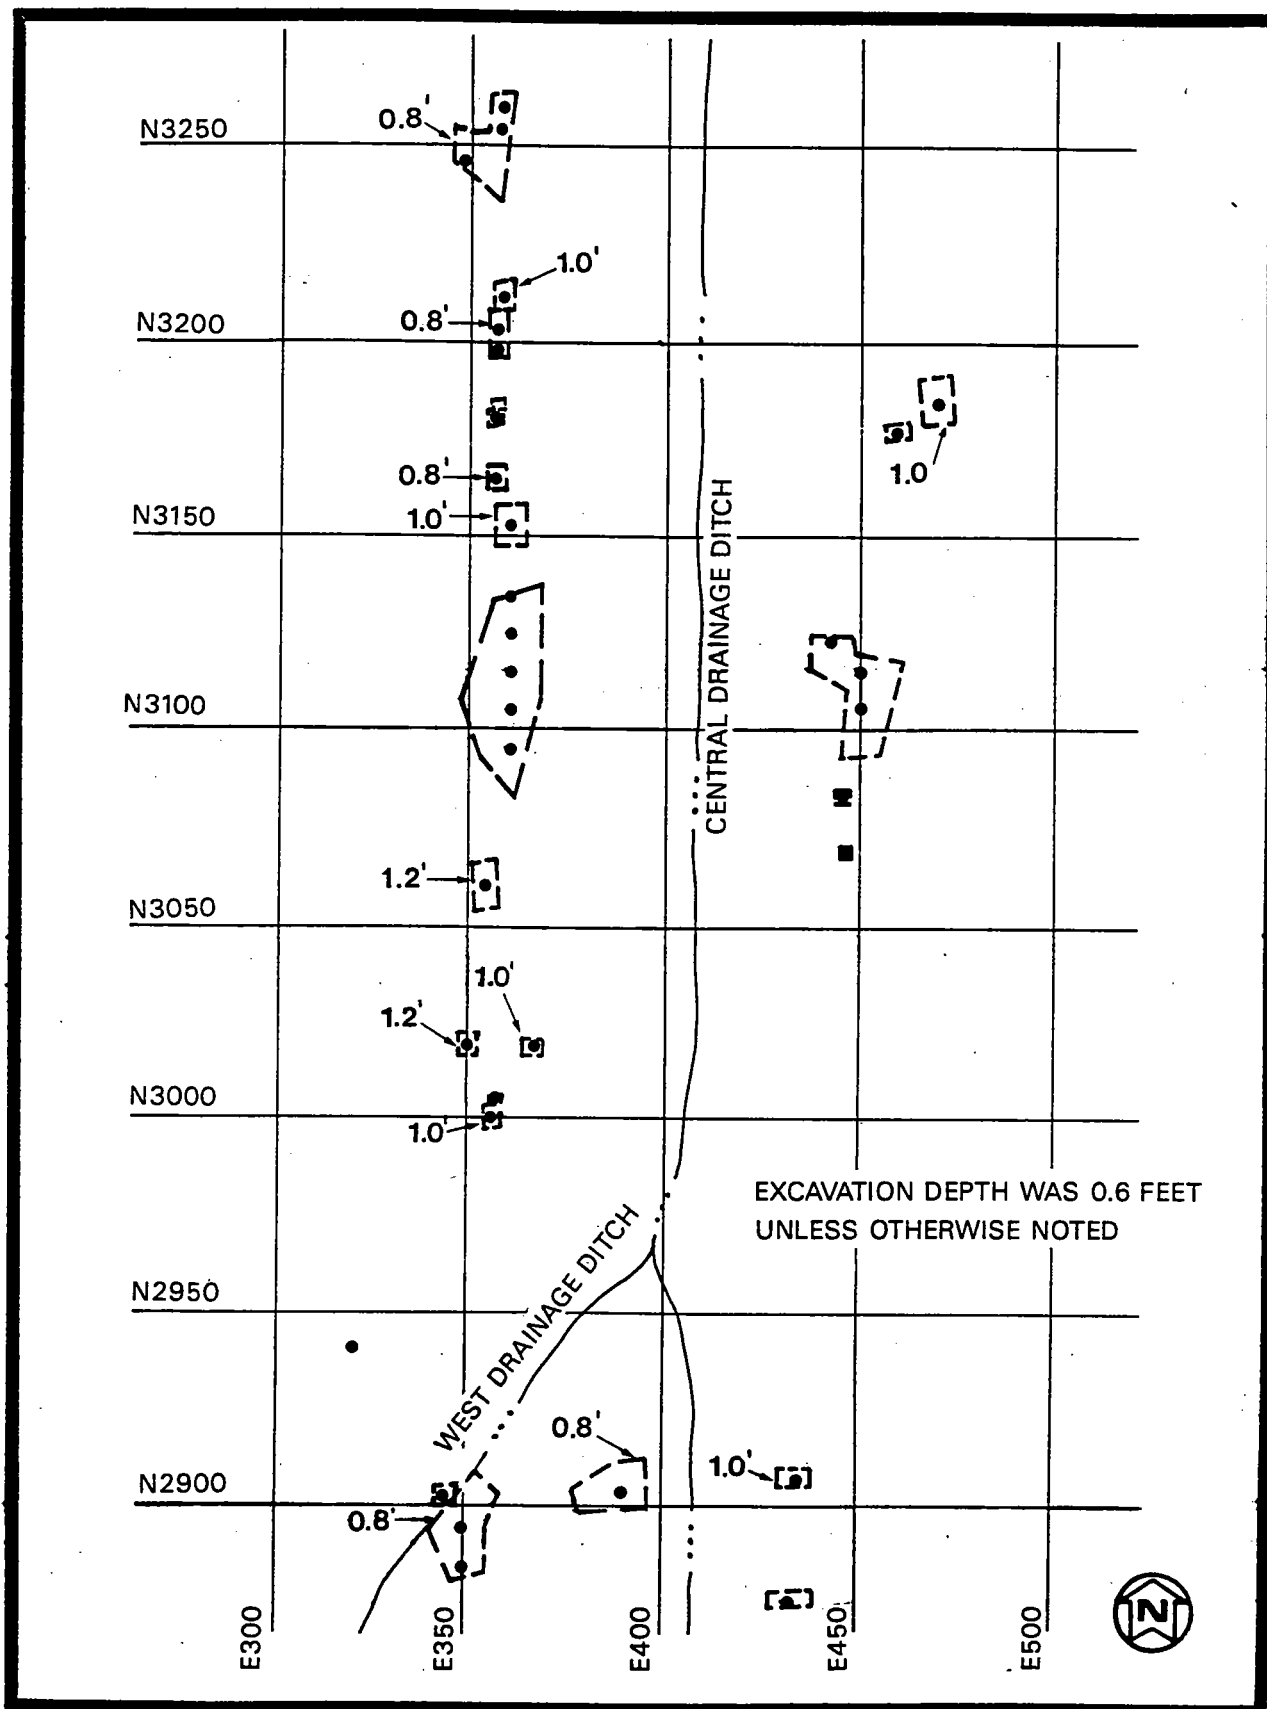 0.8'
N3250
1.0'
0.8'
N3200
0.8'
1.0
1.0'
N3150
CENTRAL DRAINAGE DITCH
N3100
1.2'
N3050
1.0'
1.2'
N3000
1.0'
EXCAVATION DEPTH WAS 0.6 FEET
UNLESS OTHERWISE NOTED
WEST DRAINAGE DITCH
N2950
0.8'
1.0'
N2900
0.8'
E300
E350
E400
E450
E500
N